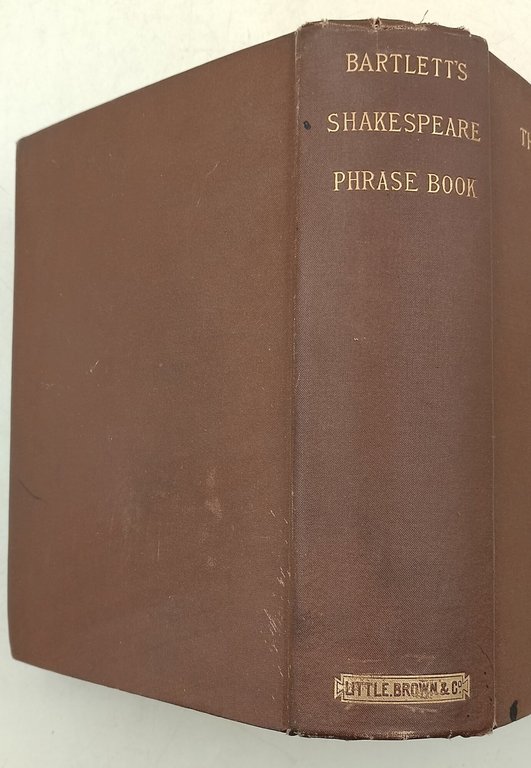 BARTLETT'S
SHAKESPEARE
PHRASE BOOK
LITTLE, BROWN & Co.